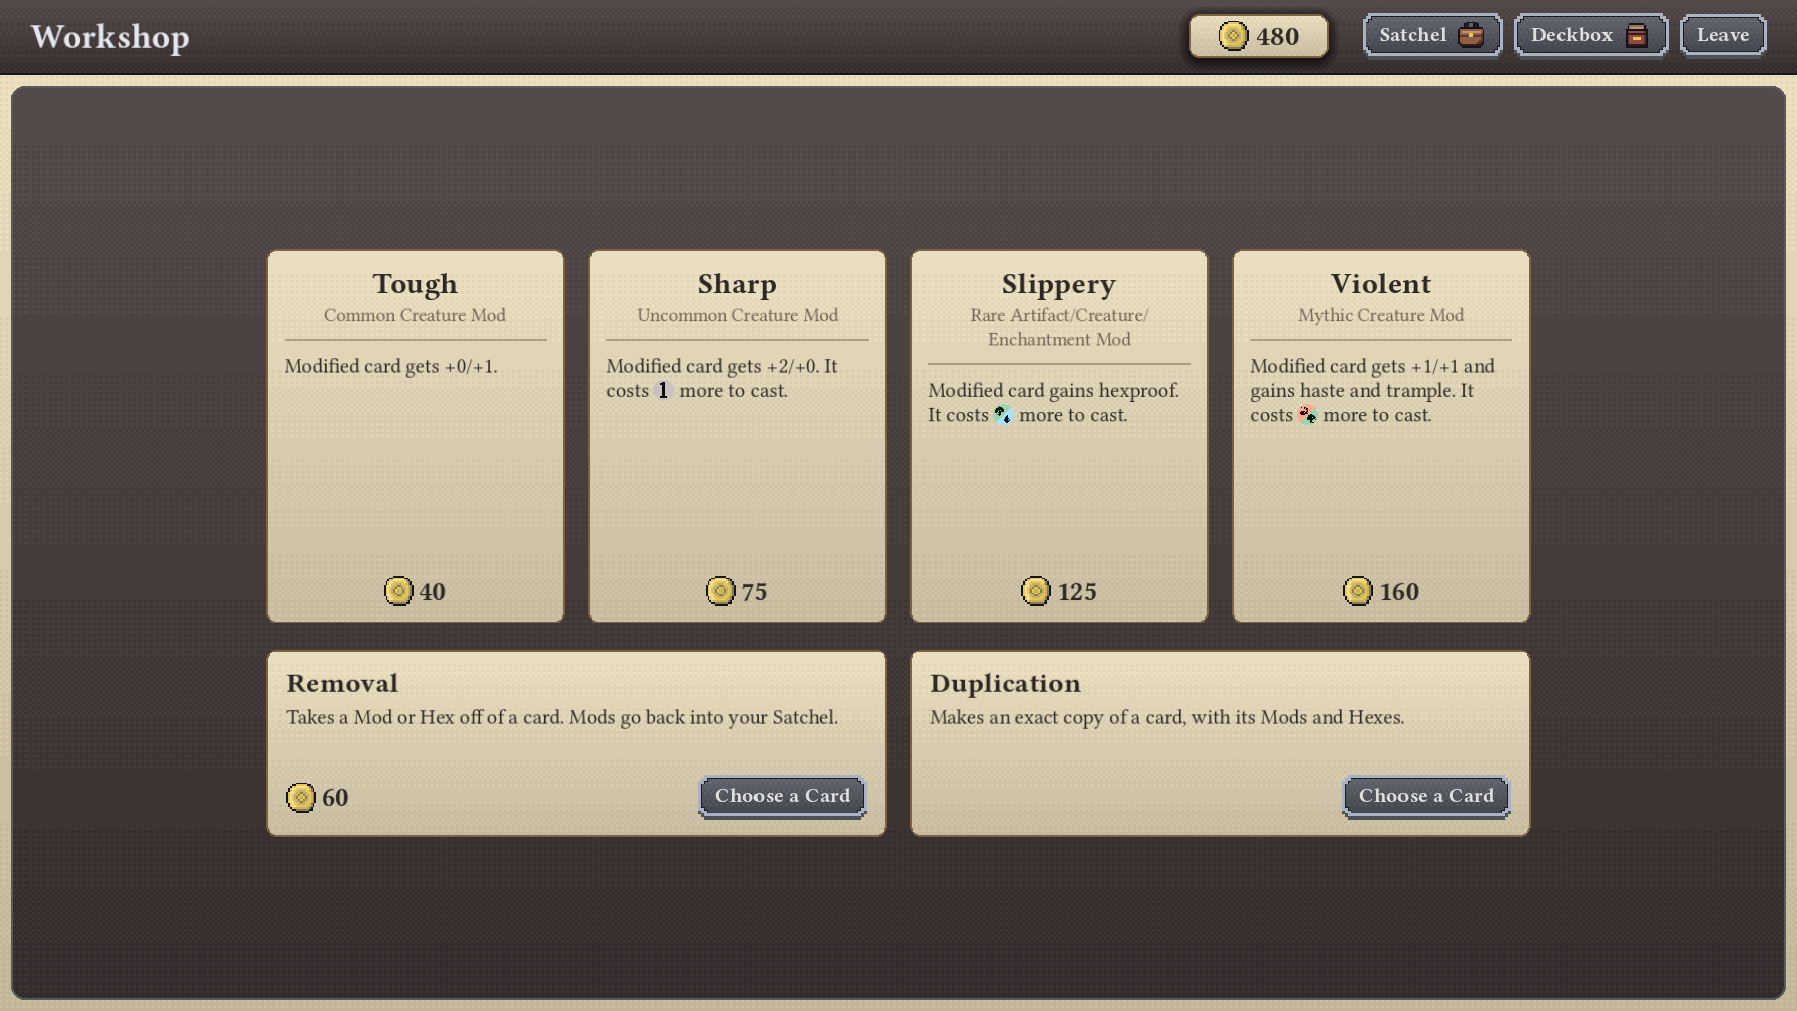 Workshop
480
Satchel
Deckbox
Leave
Tough
Common Creature Mod
Modified card gets +0/+1.
40
Sharp
Uncommon Creature Mod
Modified card gets +2/+0. It
costs 1 more to cast.
75
Slippery
Rare Artifact/Creature/
Enchantment Mod
Modified card gains hexproof.
It costs more to cast.
125
Violent
Mythic Creature Mod
Modified card gets +1/+1 and
gains haste and trample. It
costs more to cast.
160
Removal
Takes a Mod or Hex off of a card. Mods go back into your Satchel.
60
Choose a Card
Duplication
Makes an exact copy of a card, with its Mods and Hexes.
Choose a Card